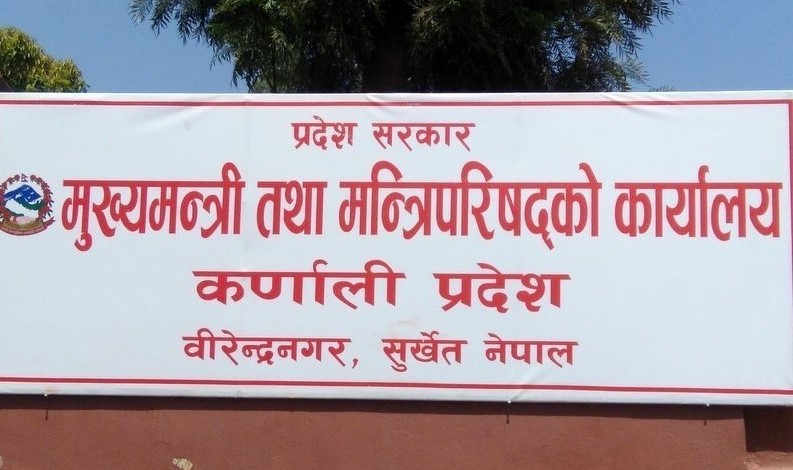 प्रदेश सरकार
मुख्यमन्त्री तथा मन्त्रिपरिषद्को कार्यालय
कर्णाली प्रदेश
वीरेन्द्रनगर, सुर्खेत नेपाल